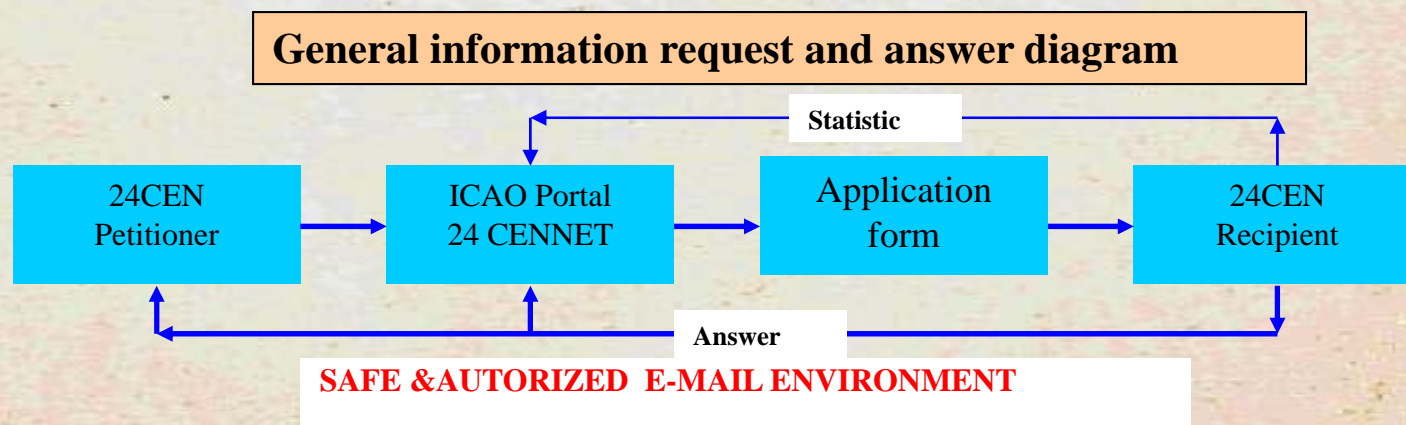 General information request and answer diagram
Statistic
24CEN
Petitioner
ICAO Portal
24 CENNET
Application
form
24CEN
Recipient
Answer
SAFE &AUTORIZED E-MAIL ENVIRONMENT